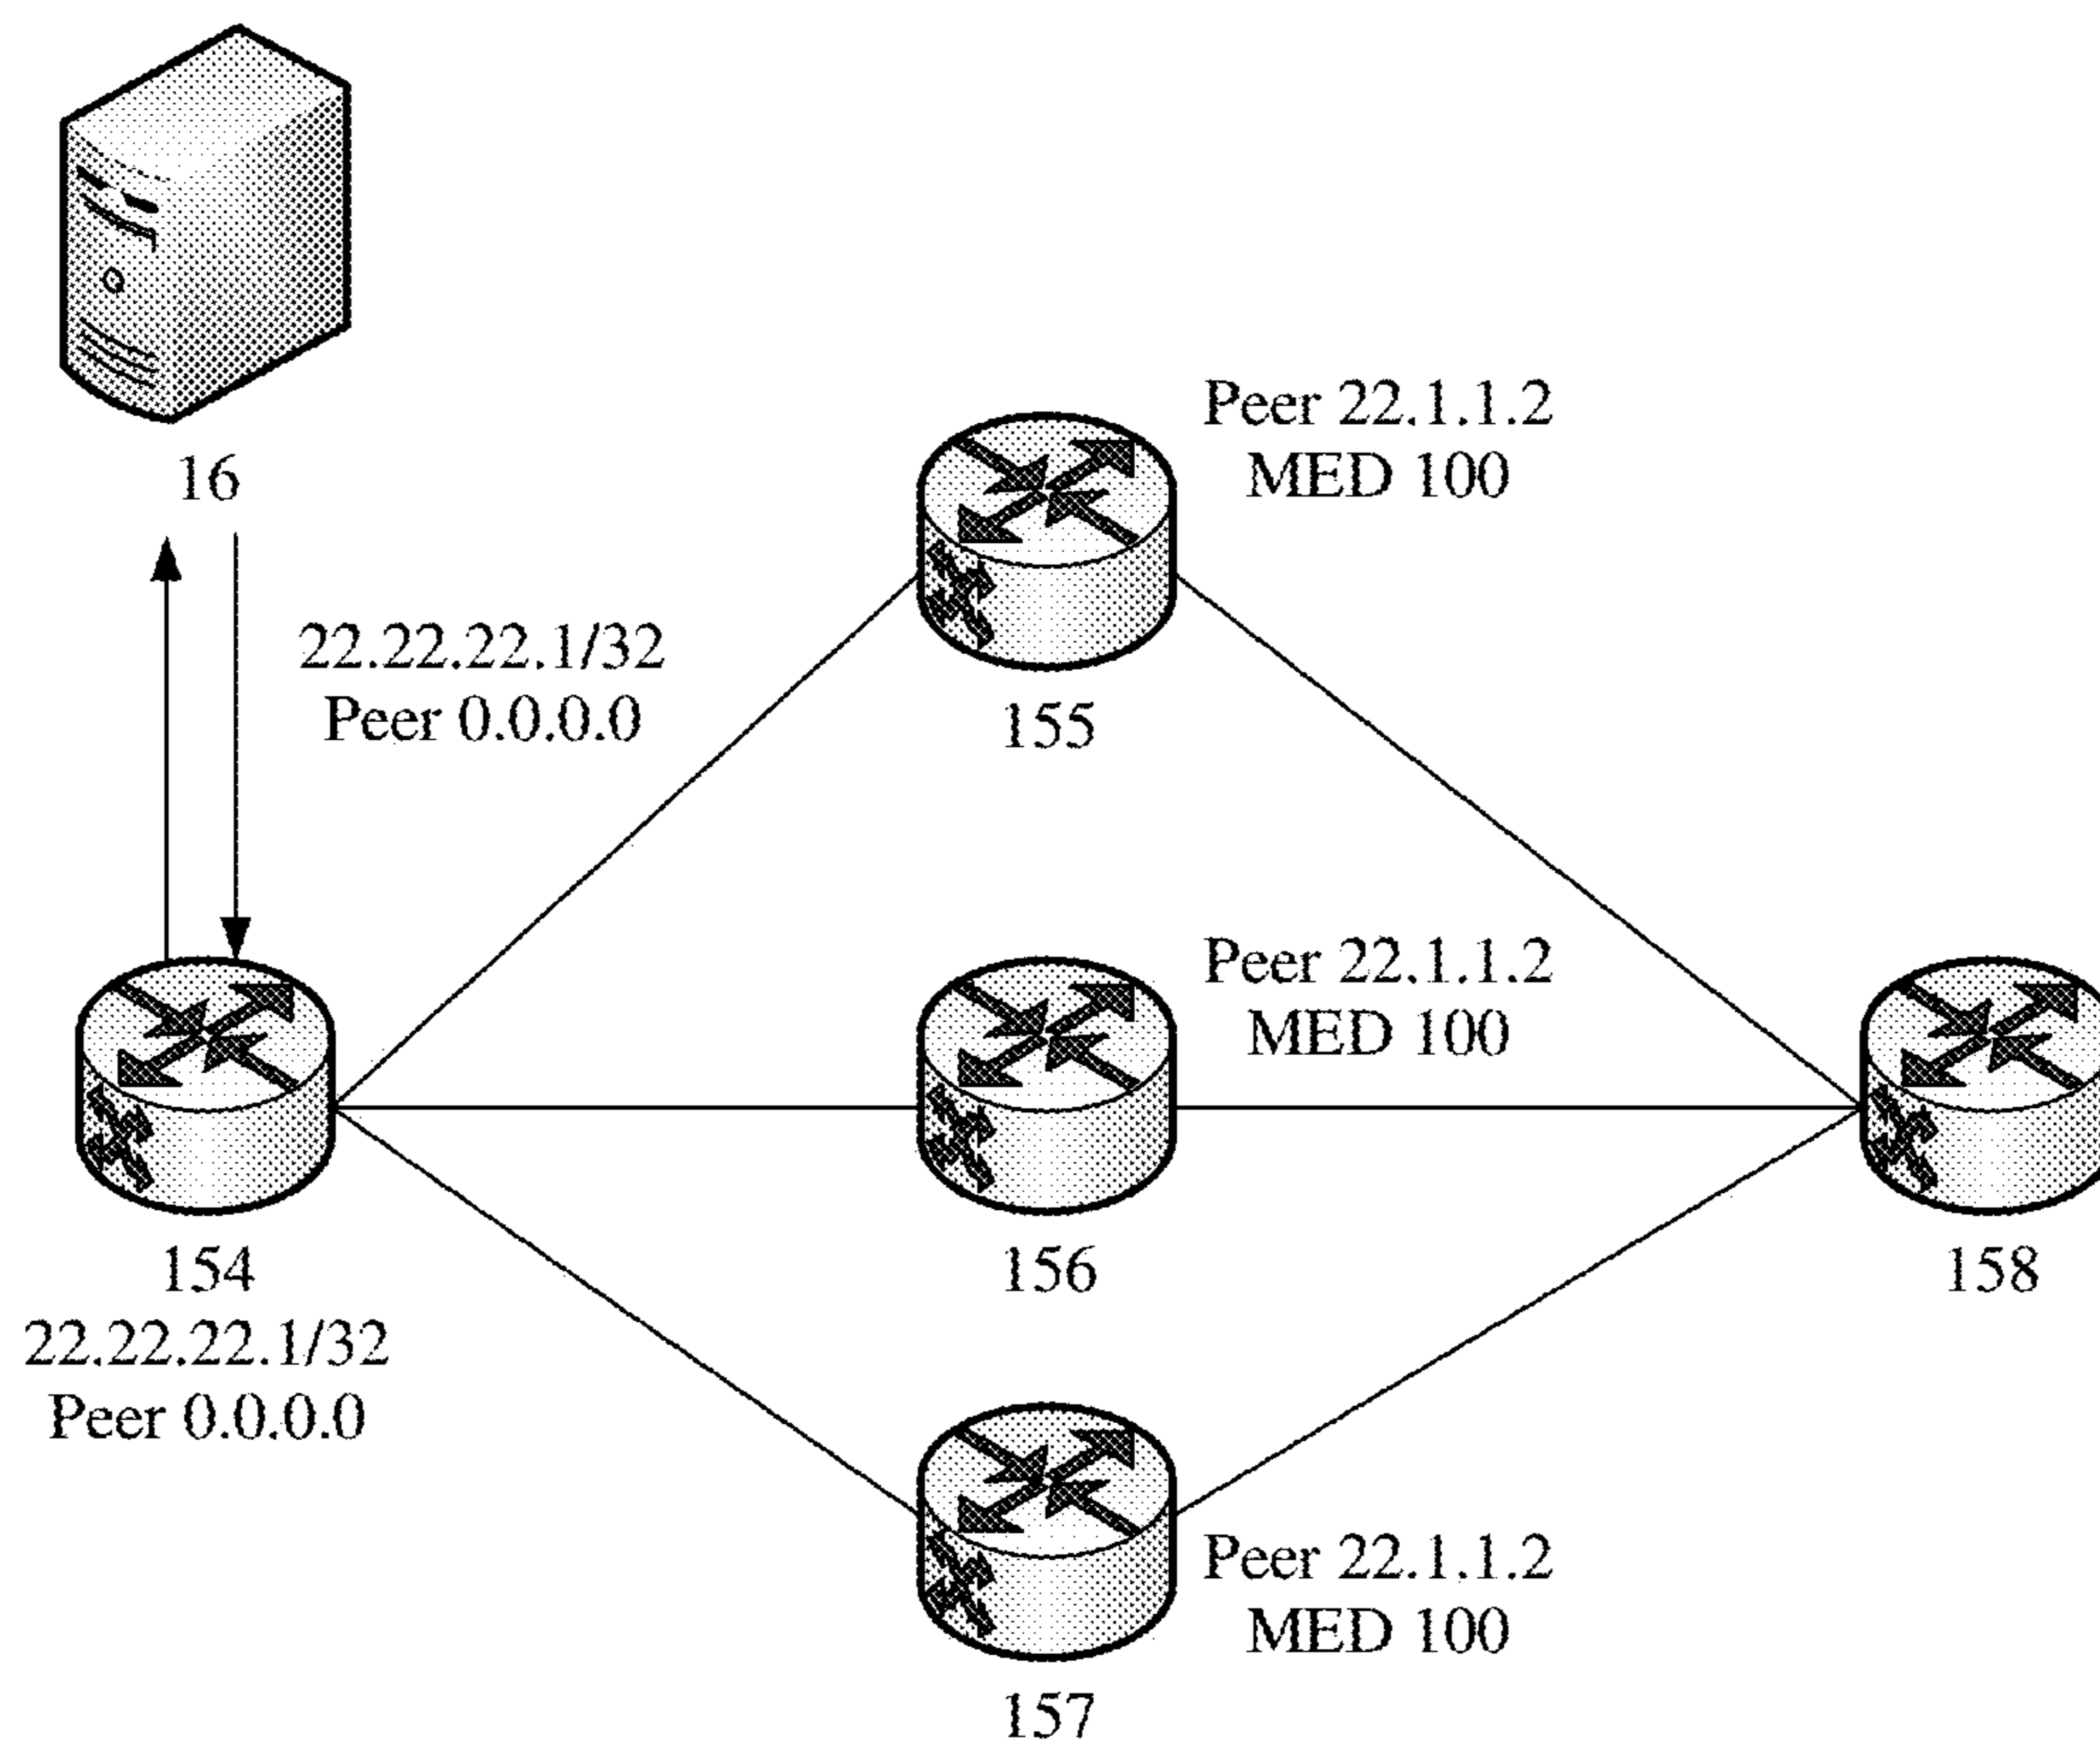 16
22.22.22.1/32
Peer 0.0.0.0
Peer 22.1.1.2
MED 100
155
154
22.22.22.1/32
Peer 0.0.0.0
Peer 22.1.1.2
MED 100
156
158
Peer 22.1.1.2
MED 100
157